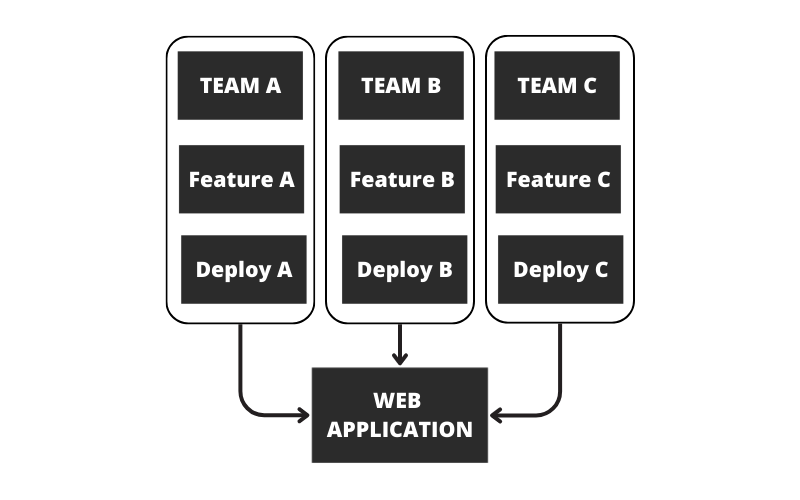 TEAM A
Feature A
Deploy A
TEAM B
Feature B
Deploy B
TEAM C
Feature C
Deploy C
WEB
APPLICATION